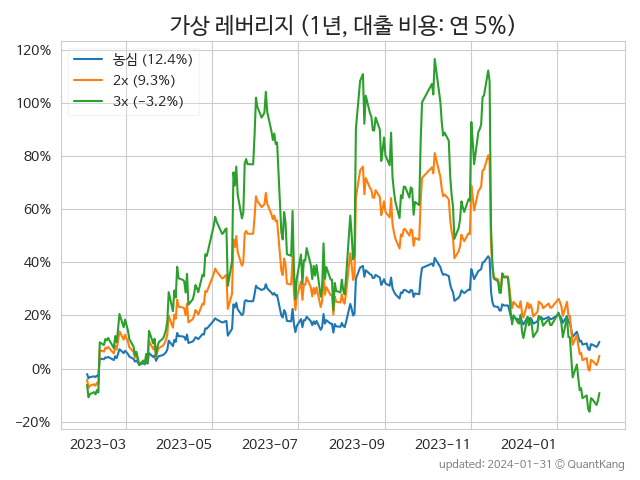 가상 레버리지 (1년, 대출 비용: 연 5%)
120%
100%
80%
60%
40%
20%
0%
−20%
농심 (12.4%)
2x (9.3%)
3x (−3.2%)
2023-03
2023-05
2023-07
2023-09
2023-11
2024-01
updated: 2024-01-31 © QuantKang